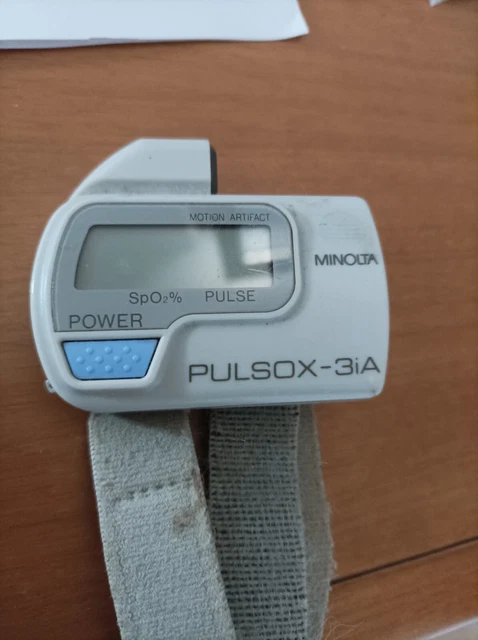 MOTION ARTIFACT
MINOLTA
SpO₂% PULSE
POWER
PULSOX-3iA